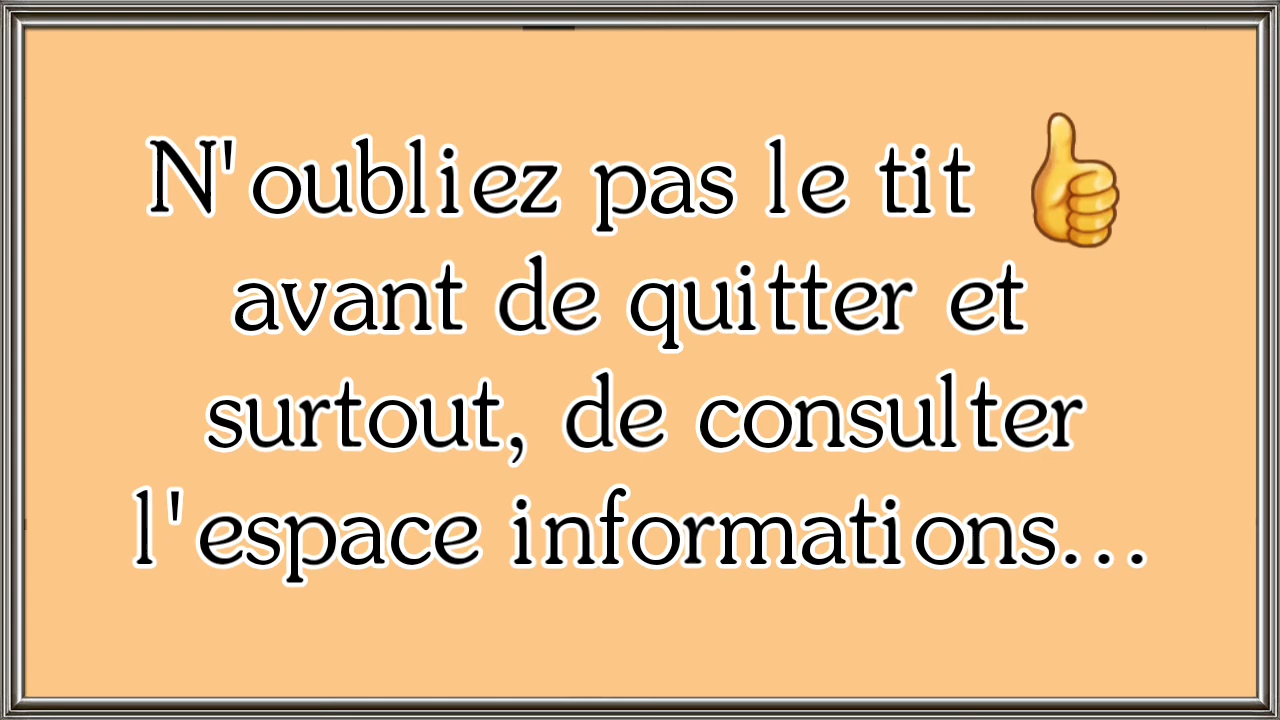 N'oubliez pas le tit 👍
avant de quitter et
surtout, de consulter
l'espace informations...